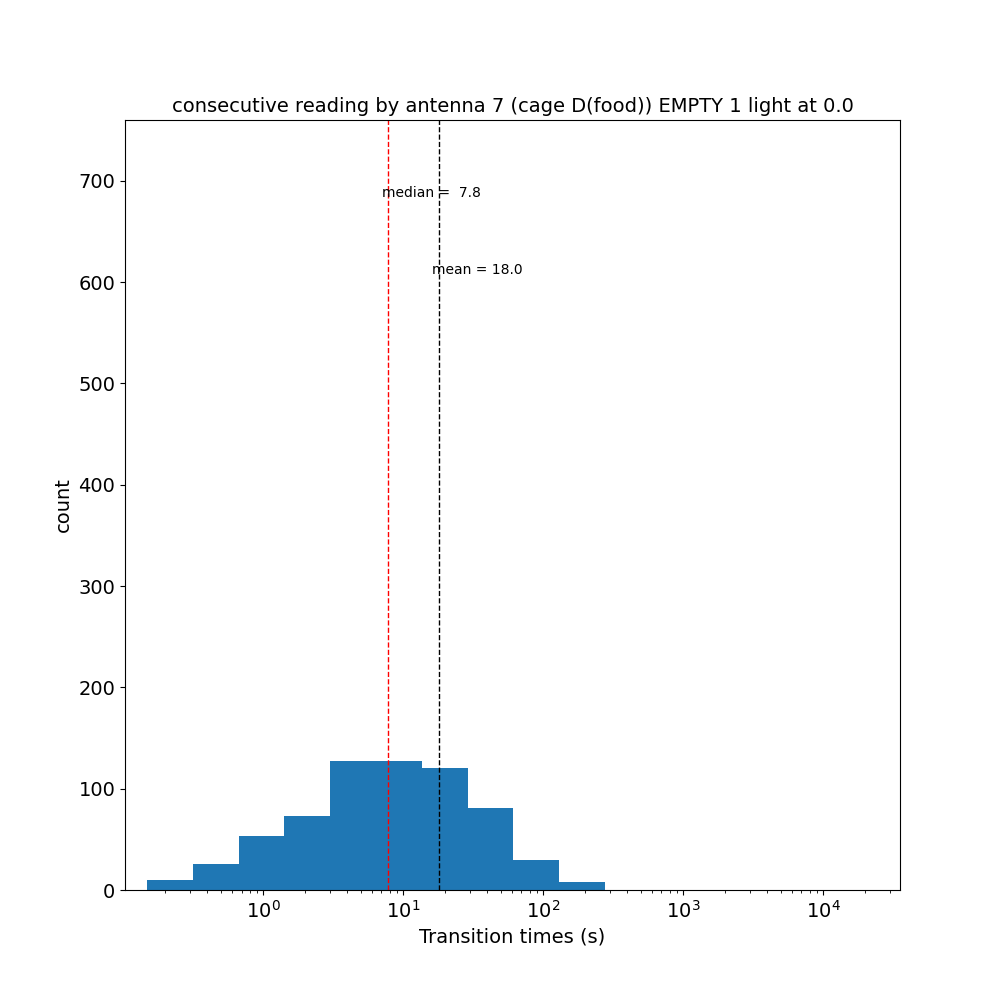 consecutive reading by antenna 7 (cage D(food)) EMPTY 1 light at 0.0
700
median =  7.8
mean = 18.0
600
500
400
300
200
100
0
count
10^0
10^1
10^2
10^3
10^4
Transition times (s)